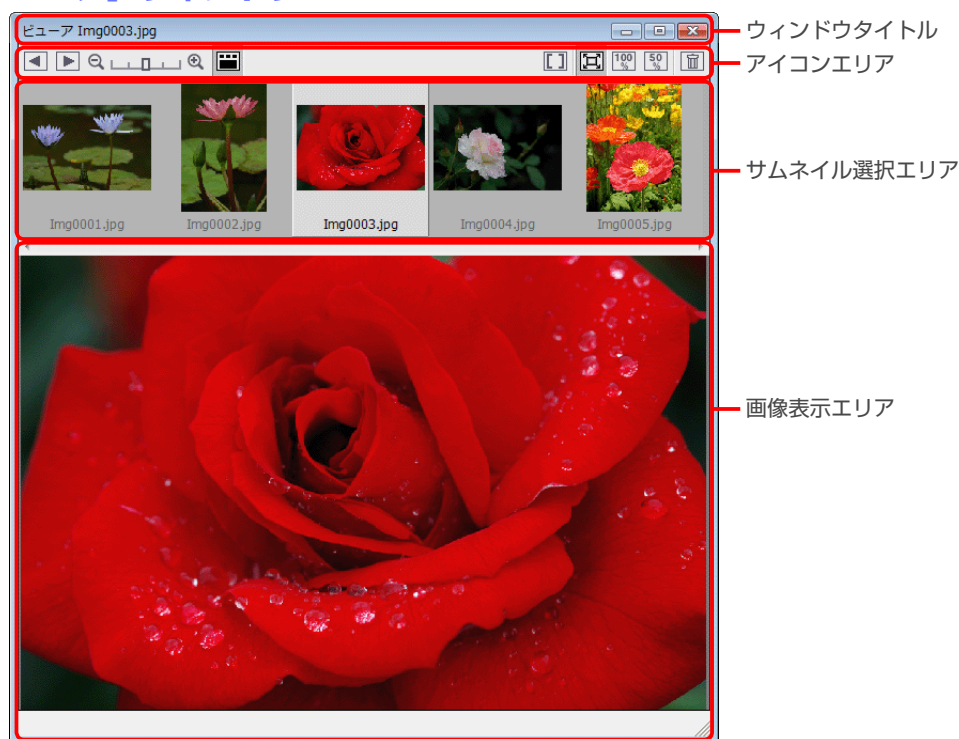 ビューア Img0003.jpg
ウィンドウタイトル
100
%
50
%
アイコンエリア
サムネイル選択エリア
Img0001.jpg
Img0002.jpg
Img0003.jpg
Img0004.jpg
Img0005.jpg
画像表示エリア